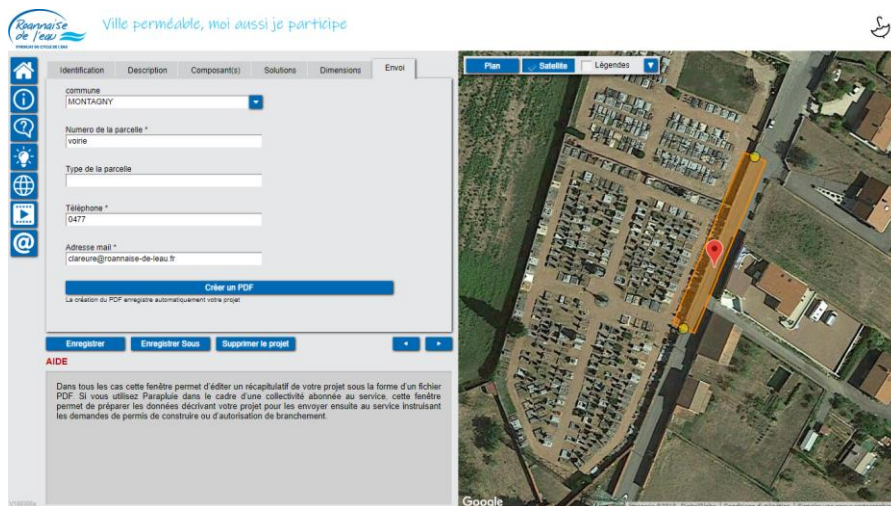 Roannaise
de l'eau
SYNDICAT DU CYCLE DE L'EAU
Ville perméable, moi aussi je participe
Identification
Description
Composant(s)
Solutions
Dimensions
Envoi
commune
MONTAGNY
Numero de la parcelle *
voirie
Type de la parcelle
Téléphone *
0477
Adresse mail *
clareure@roannaise-de-leau.fr
Créer un PDF
La création du PDF enregistre automatiquement votre projet
Enregistrer
Enregistrer Sous
Supprimer le projet
AIDE
Dans tous les cas cette fenêtre permet d'éditer un récapitulatif de votre projet sous la forme d'un fichier
PDF. Si vous utilisez Parapluie dans le cadre d'une collectivité abonnée au service, cette fenêtre
permet de préparer les données décrivant votre projet pour les envoyer ensuite au service instruisant
les demandes de permis de construire ou d'autorisation de branchement.
Plan
Satellite
Légendes
Google